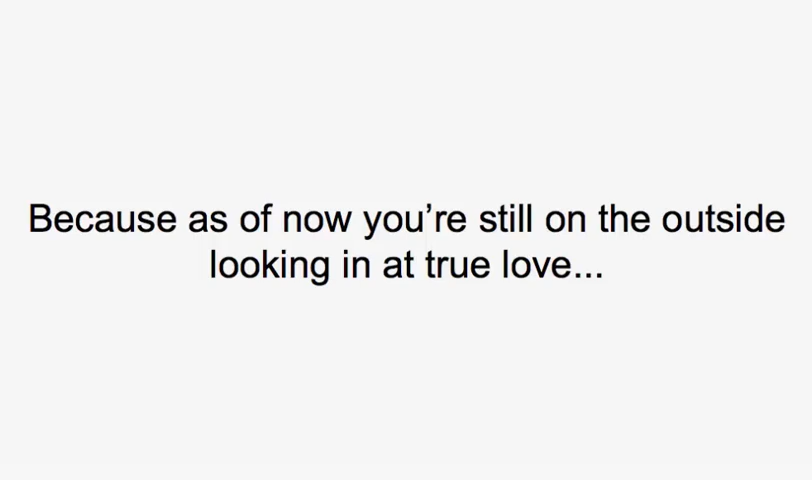 Because as of now you’re still on the outside
looking in at true love...